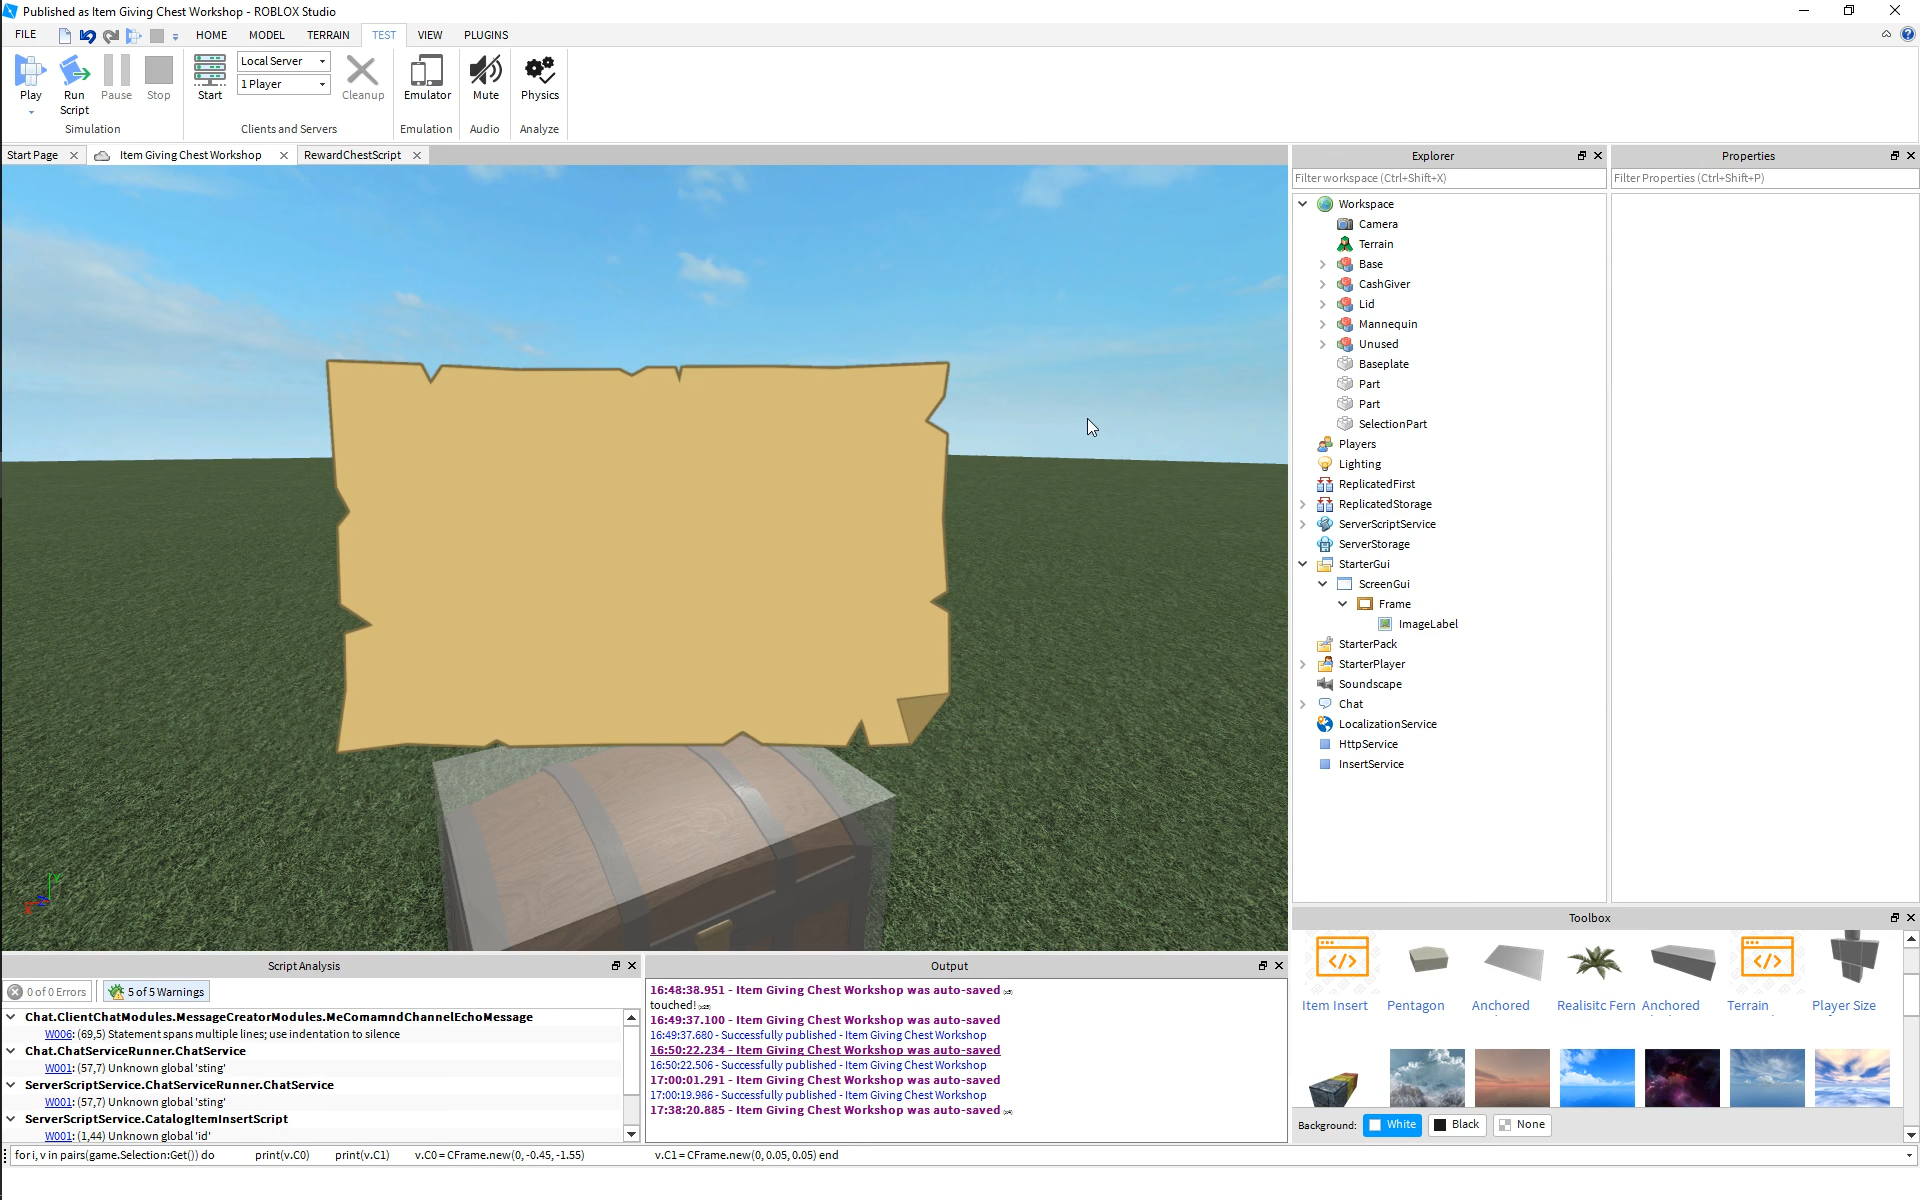 Published as Item Giving Chest Workshop - ROBLOX Studio
FILE HOME MODEL TERRAIN TEST VIEW PLUGINS
Play
Run Script
Pause
Stop
Simulation
Start
Local Server
1 Player
Cleanup
Clients and Servers
Emulator
Emulation
Mute
Audio
Physics
Analyze
Start Page
Item Giving Chest Workshop
RewardChestScript
Explorer
Filter workspace (Ctrl+Shift+X)
Workspace
Camera
Terrain
Base
CashGiver
Lid
Mannequin
Unused
Baseplate
Part
Part
SelectionPart
Players
Lighting
ReplicatedFirst
ReplicatedStorage
ServerScriptService
ServerStorage
StarterGui
ScreenGui
Frame
ImageLabel
StarterPack
StarterPlayer
Soundscape
Chat
LocalizationService
HttpService
InsertService
Properties
Filter Properties (Ctrl+Shift+P)
Toolbox
Item Insert
Pentagon
Anchored
Realisitc Fern
Anchored
Terrain
Player Size
Background:
White
Black
None
Script Analysis
0 of 0 Errors
5 of 5 Warnings
Chat.ClientChatModules.MessageCreatorModules.MeComamndChannelEchoMessage
W006: (69,5) Statement spans multiple lines; use indentation to silence
Chat.ChatServiceRunner.ChatService
W001: (57,7) Unknown global 'sting'
ServerScriptService.ChatServiceRunner.ChatService
W001: (57,7) Unknown global 'sting'
ServerScriptService.CatalogItemInsertScript
W001: (1,44) Unknown global 'id'
Output
16:48:38.951 - Item Giving Chest Workshop was auto-saved
touched!
16:49:37.100 - Item Giving Chest Workshop was auto-saved
16:49:37.680 - Successfully published - Item Giving Chest Workshop
16:50:22.234 - Item Giving Chest Workshop was auto-saved
16:50:22.506 - Successfully published - Item Giving Chest Workshop
17:00:01.291 - Item Giving Chest Workshop was auto-saved
17:00:19.986 - Successfully published - Item Giving Chest Workshop
17:38:20.885 - Item Giving Chest Workshop was auto-saved
for i, v in pairs(game.Selection:Get()) do print(v.C0) print(v.C1) v.C0 = CFrame.new(0, -0.45, -1.55) v.C1 = CFrame.new(0, 0.05, 0.05) end